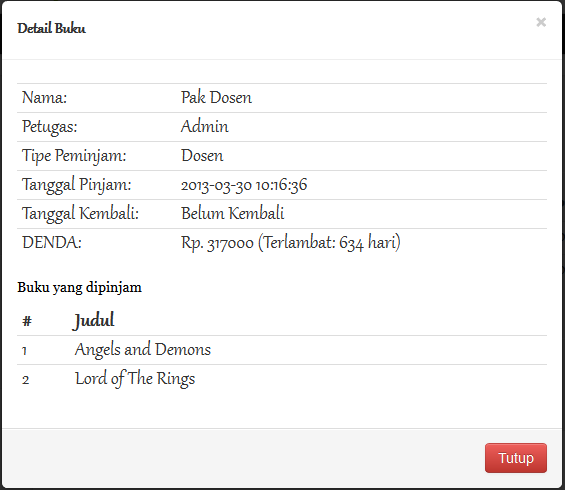 Detail Buku ×
Nama: Pak Dosen
Petugas: Admin
Tipe Peminjam: Dosen
Tanggal Pinjam: 2013-03-30 10:16:36
Tanggal Kembali: Belum Kembali
DENDA: Rp. 317000 (Terlambat: 634 hari)
Buku yang dipinjam
# Judul
1 Angels and Demons
2 Lord of The Rings
Tutup